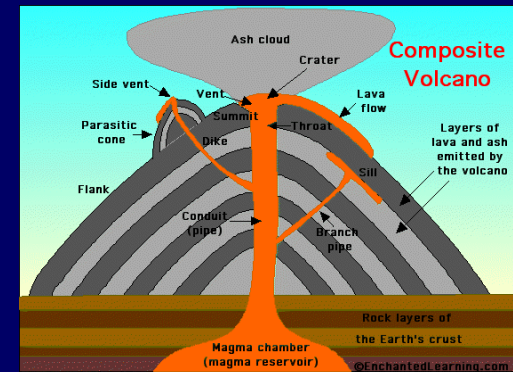 Ash cloud
Composite
Volcano
Crater
Side vent
Vent
Lava
flow
Summit
Parasitic
cone
Throat
Dike
Layers of
lava and ash
emitted by
the volcano
Sill
Flank
Conduit
(pipe)
Branch
pipe
Rock layers of
the Earth's crust
Magma chamber
(magma reservoir)
©EnchantedLearning.com